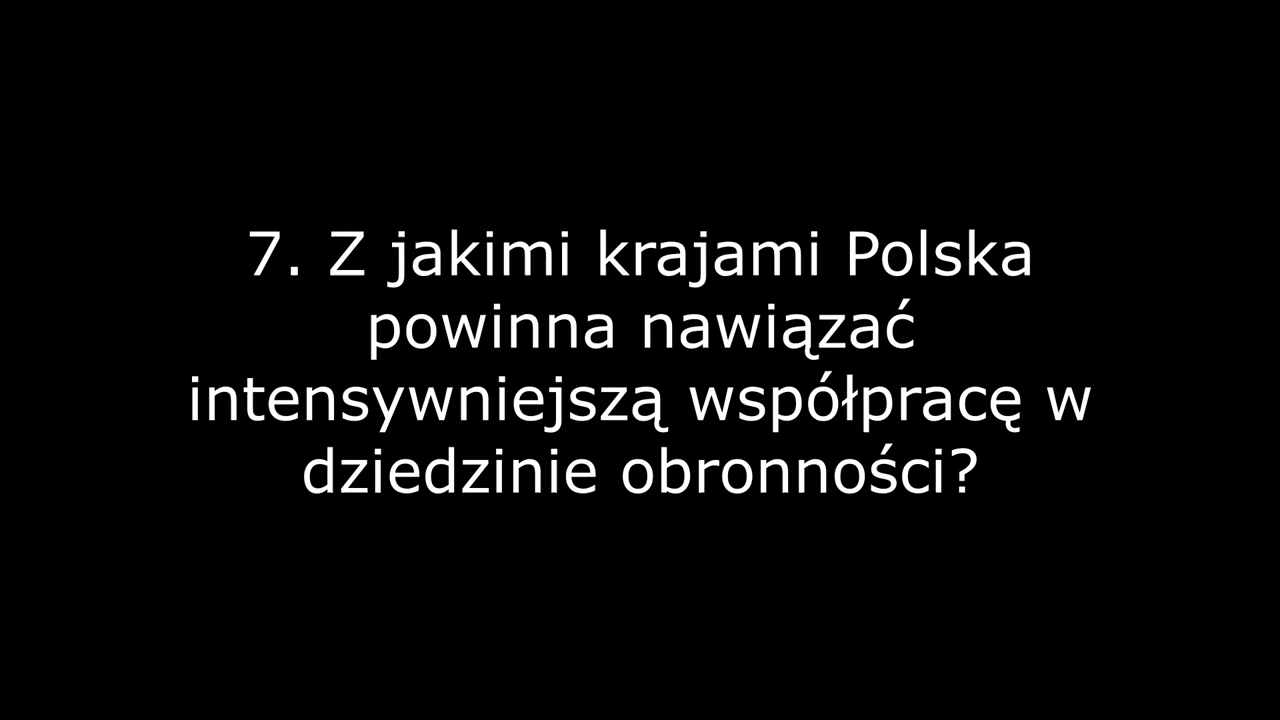 7. Z jakimi krajami Polska
powinna nawiązać
intensywniejszą współpracę w
dziedzinie obronności?